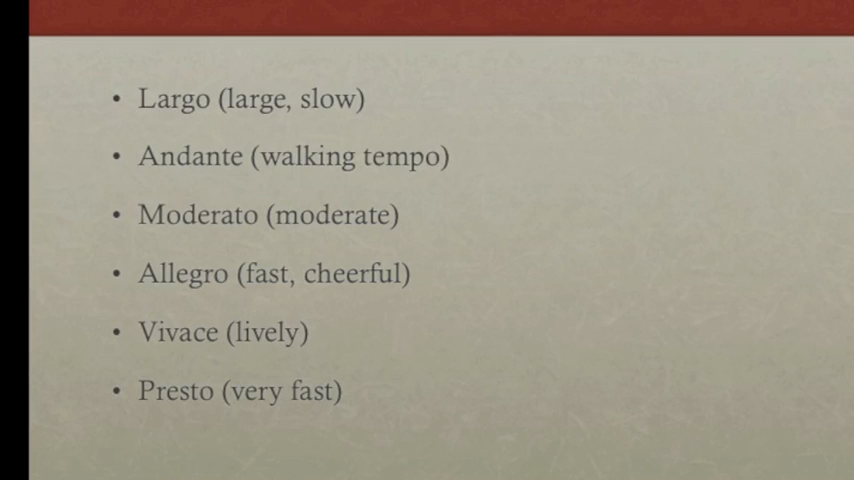 • Largo (large, slow)
• Andante (walking tempo)
• Moderato (moderate)
• Allegro (fast, cheerful)
• Vivace (lively)
• Presto (very fast)